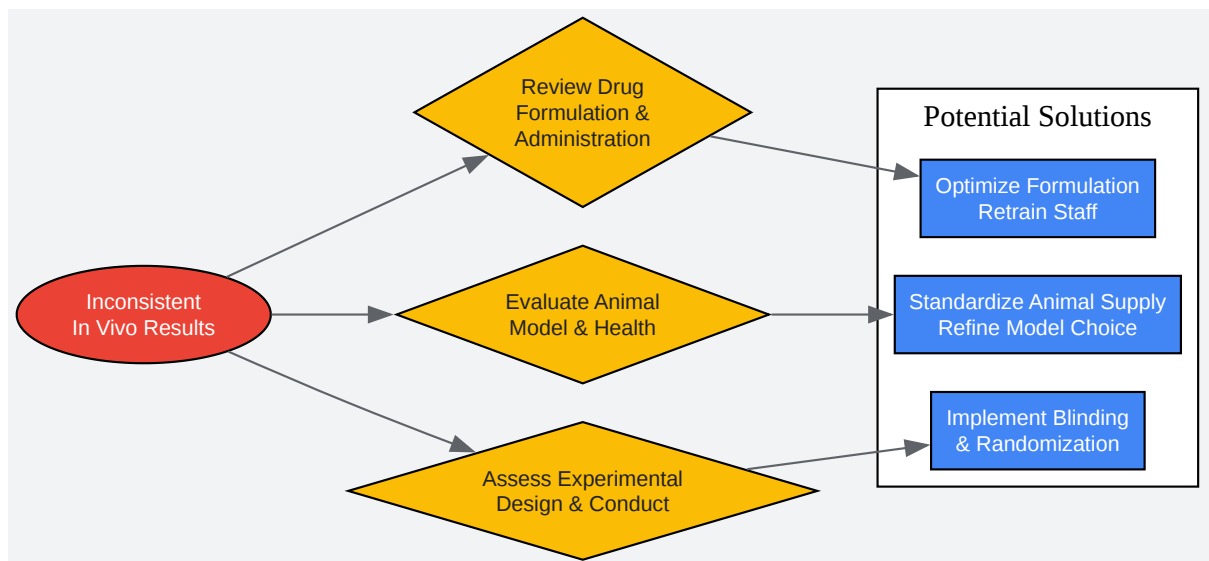 Inconsistent
In Vivo Results
Review Drug
Formulation &
Administration
Evaluate Animal
Model & Health
Assess Experimental
Design & Conduct
Potential Solutions
Optimize Formulation
Retrain Staff
Standardize Animal Supply
Refine Model Choice
Implement Blinding
& Randomization